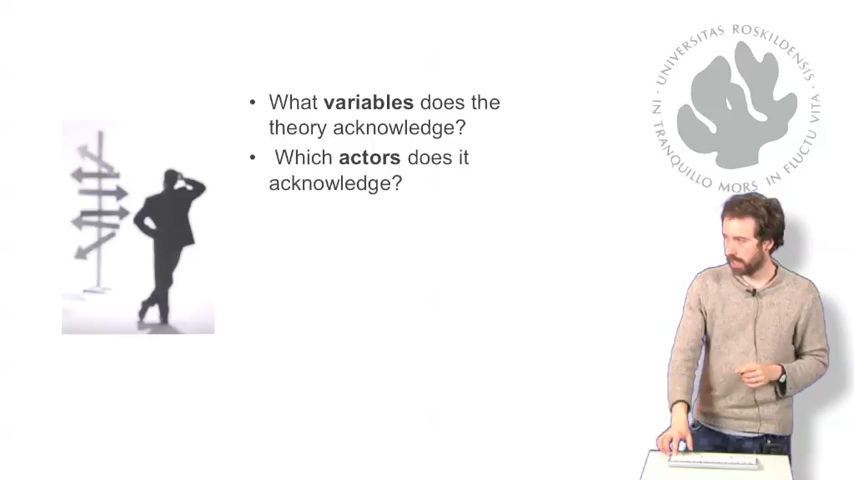 • What variables does the
theory acknowledge?
• Which actors does it
acknowledge?
UNIVERSITAS ROSKILDENSIS
IN TRANQUILLO MORS · IN FLUCTU VITA